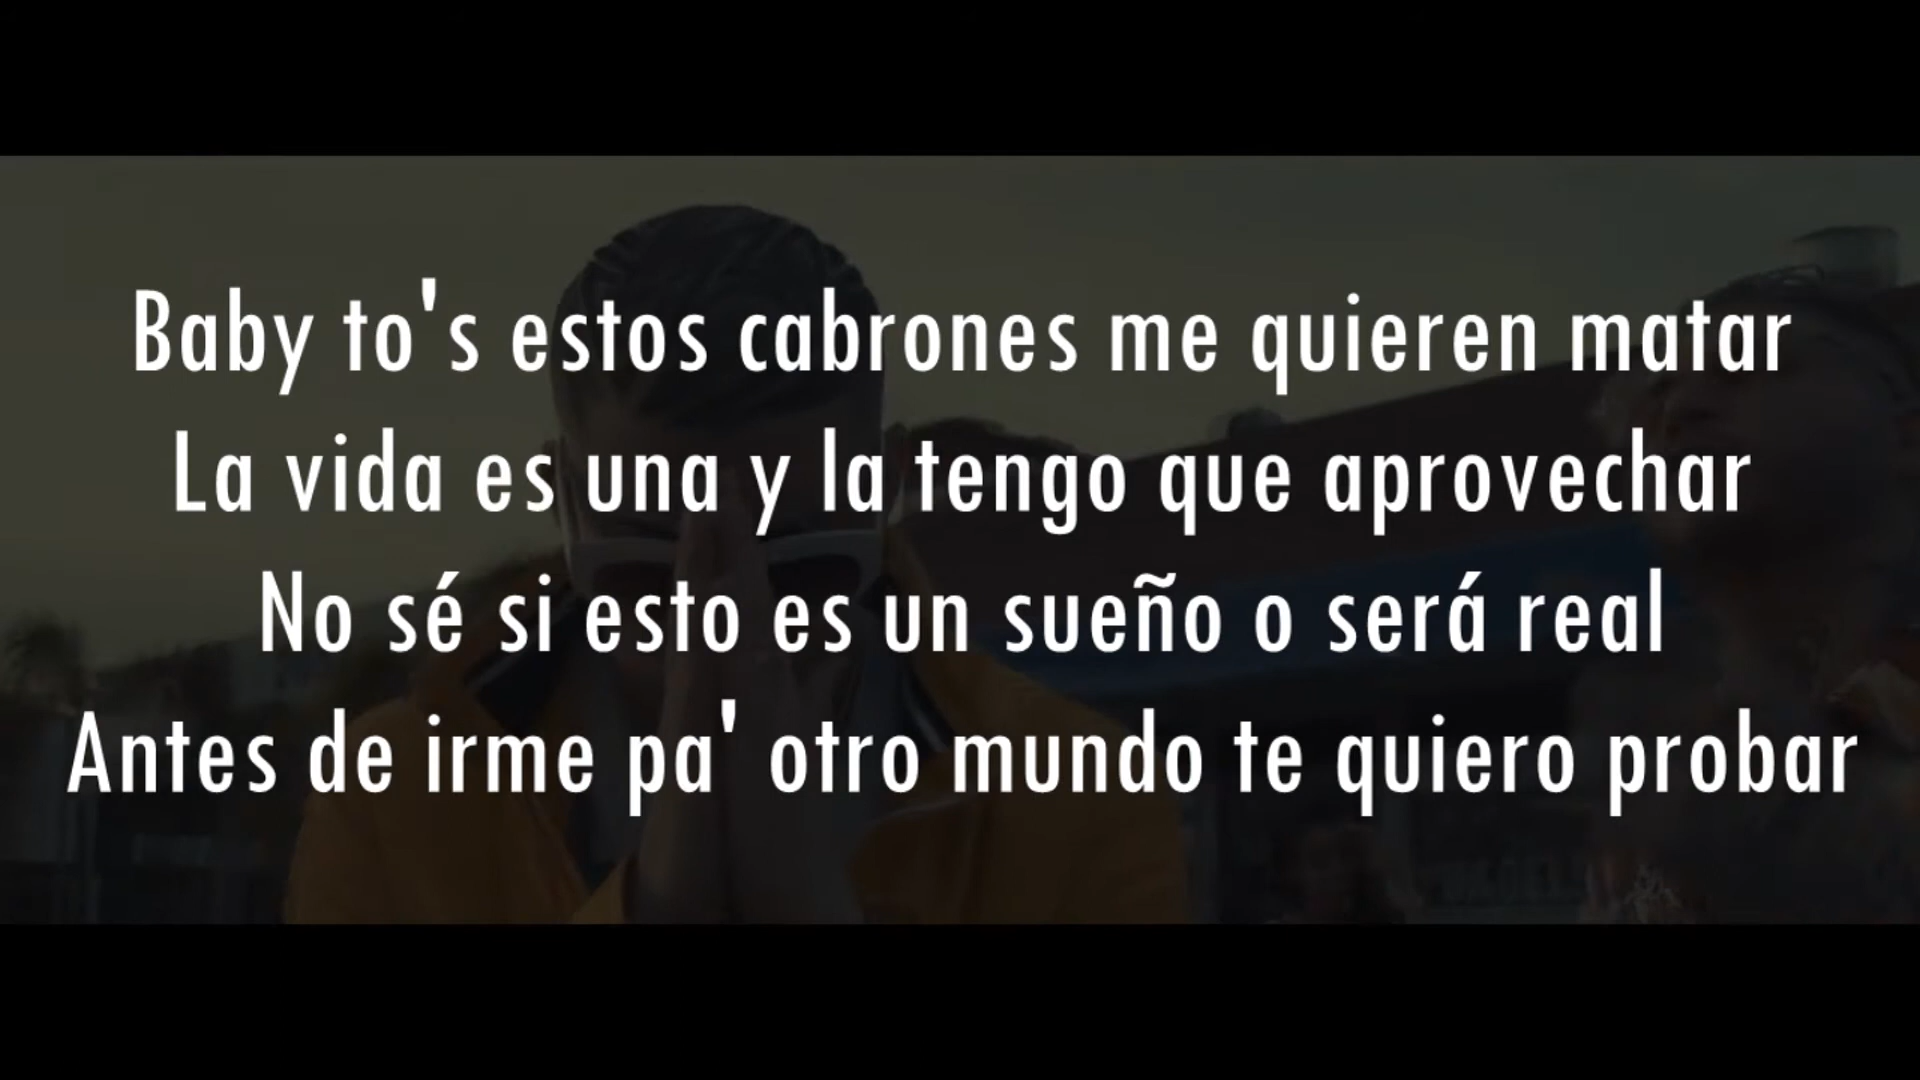 Baby to's estos cabrones me quieren matar
La vida es una y la tengo que aprovechar
No sé si esto es un sueño o será real
Antes de irme pa' otro mundo te quiero probar